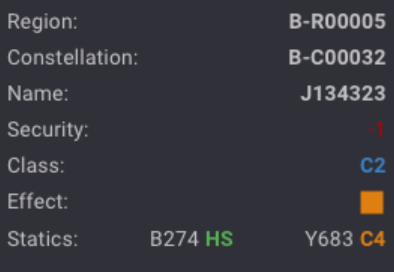 Region: B-R00005
Constellation: B-C00032
Name: J134323
Security: -1
Class: C2
Effect:
Statics: B274 HS Y683 C4